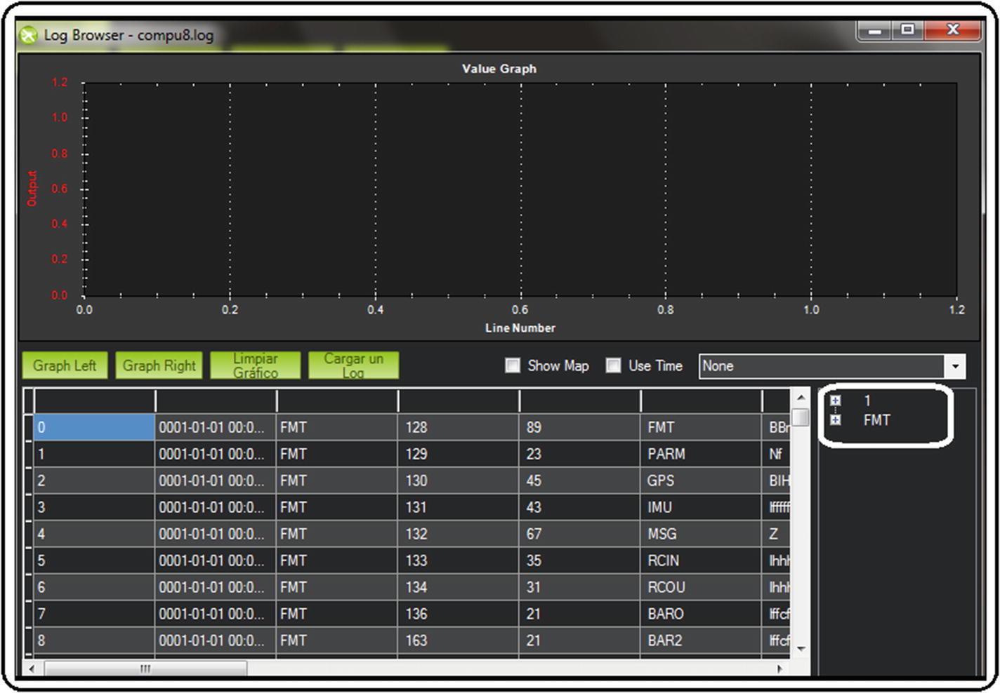 Log Browser - compu8.log
Value Graph
1.2
1.0
0.8
0.6
0.4
0.2
0.0
Output
0.0 0.2 0.4 0.6 0.8 1.0 1.2
Line Number
Graph Left Graph Right Limpiar Gráfico Cargar un Log Show Map Use Time None
0 0001-01-01 00:0... FMT 128 89 FMT
1 0001-01-01 00:0... FMT 129 23 PARM Nf
2 0001-01-01 00:0... FMT 130 45 GPS BIH
3 0001-01-01 00:0... FMT 131 43 IMU Iffffff
4 0001-01-01 00:0... FMT 132 67 MSG Z
5 0001-01-01 00:0... FMT 133 35 RCIN Ihhh
6 0001-01-01 00:0... FMT 134 31 RCOU Ihhh
7 0001-01-01 00:0... FMT 136 21 BARO Iffcf
8 0001-01-01 00:0... FMT 163 21 BAR2 Iffcf
1
FMT